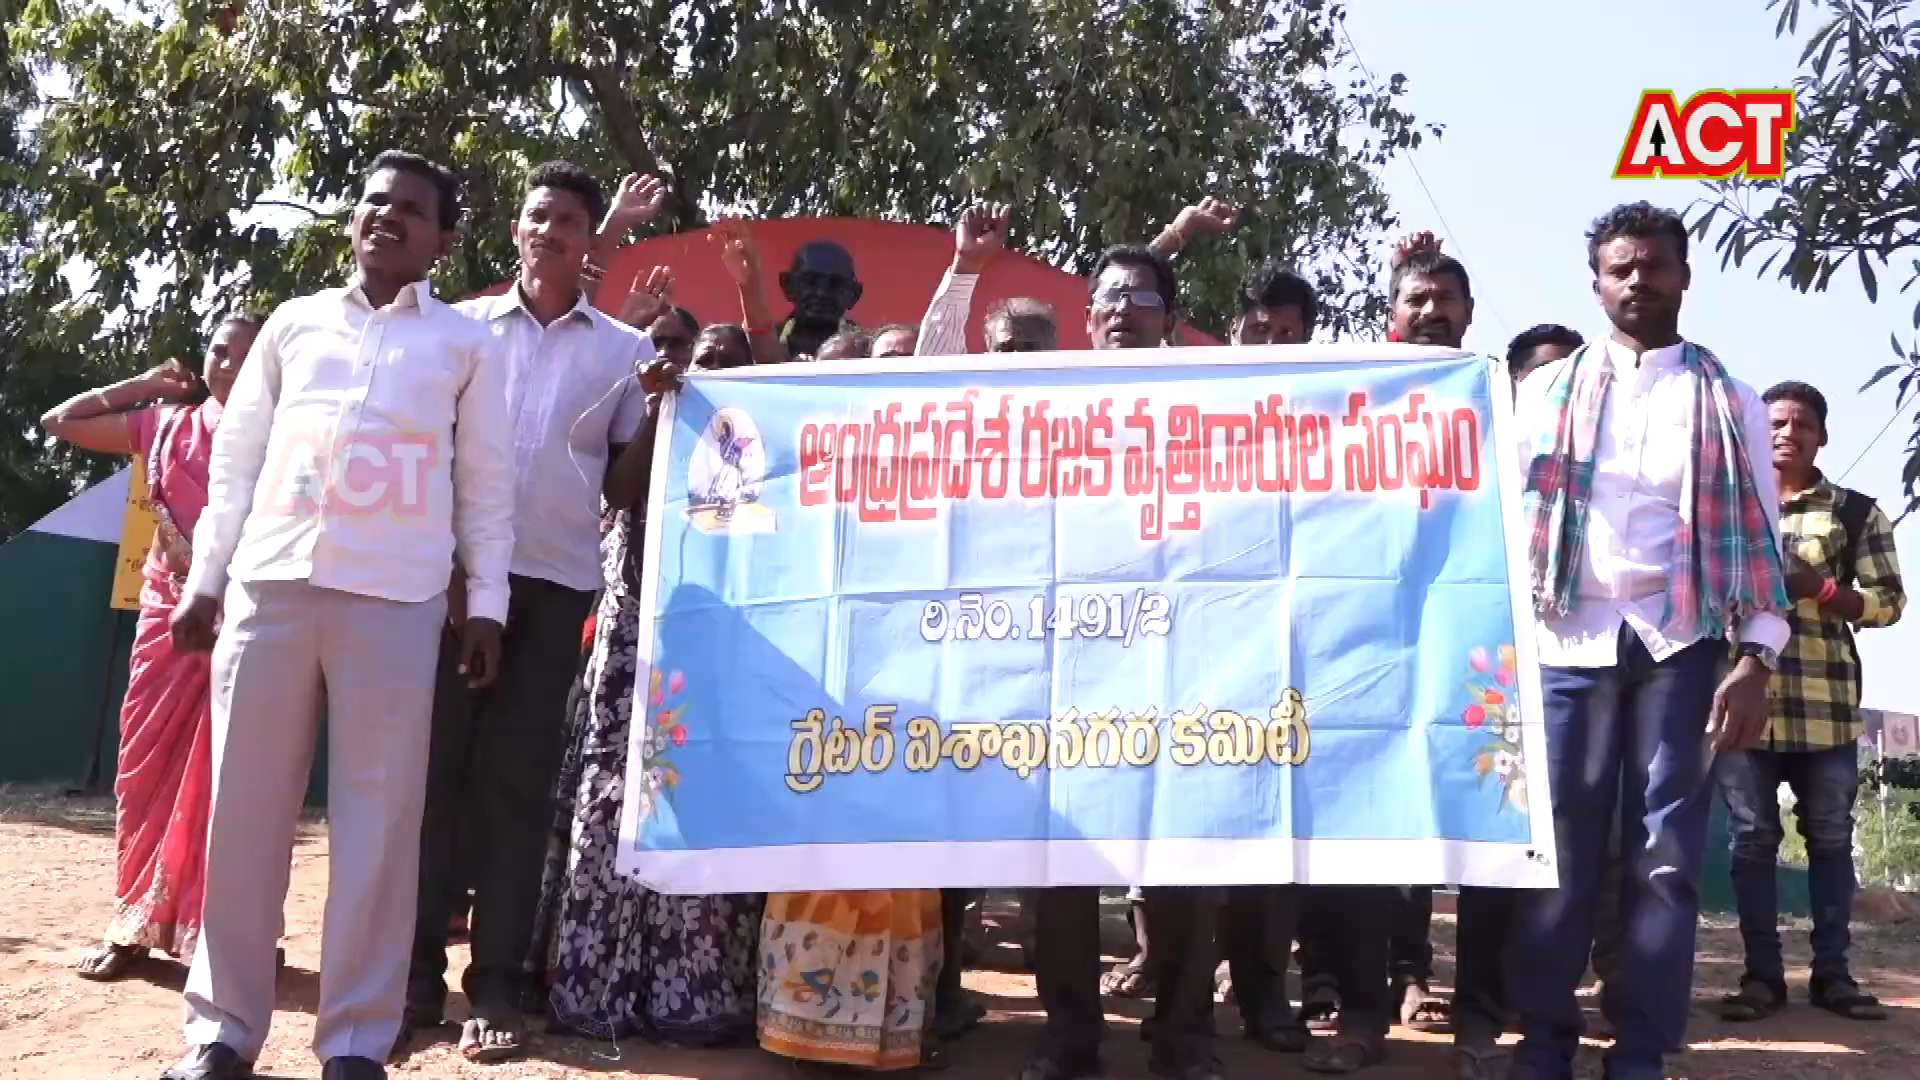 ACT
ఆంధ్రప్రదేశ్ రజక వృత్తిదారుల సంఘం
ACT
రి.నెం. 1491/2
గ్రేటర్ విశాఖనగర కమిటీ